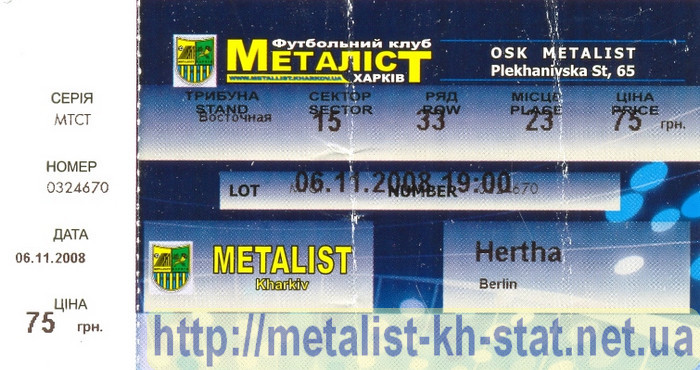 СЕРІЯ
МТСТ
НОМЕР
0324670
ДАТА
06.11.2008
ЦІНА
75 грн.
Футбольний клуб
МЕТАЛІСТ
WWW.METALLIST.KHARKOV.UA
ХАРКІВ
OSK METALIST
Plekhanivska St, 65
ТРИБУНА СЕКТОР РЯД МІСЦЕ ЦІНА
STAND SECTOR ROW PLACE PRICE
Восточная 15 33 23 75 грн.
06.11.2008 19:00
LOT NUMBER
METALIST
Kharkiv
Hertha
Berlin
http://metalist-kh-stat.net.ua